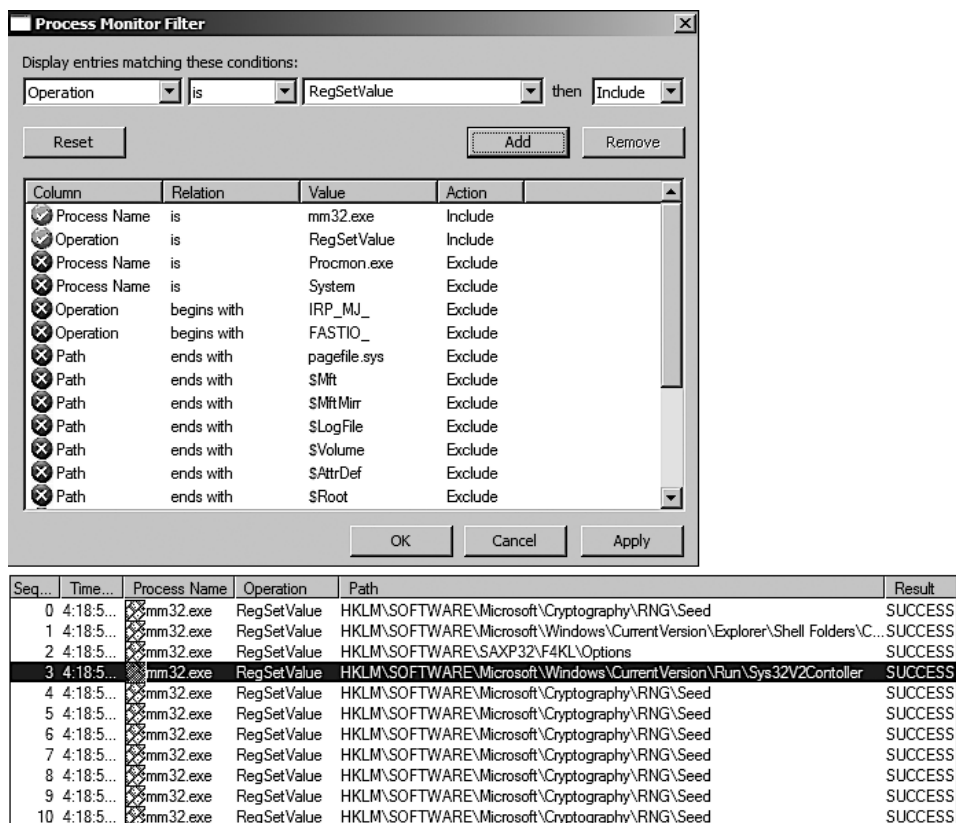 Process Monitor Filter
Display entries matching these conditions:
Operation is RegSetValue then Include
Reset Add Remove
Column Relation Value Action
Process Name is mm32.exe Include
Operation is RegSetValue Include
Process Name is Procmon.exe Exclude
Process Name is System Exclude
Operation begins with IRP_MJ_ Exclude
Operation begins with FASTIO_ Exclude
Path ends with pagefile.sys Exclude
Path ends with $Mft Exclude
Path ends with $MftMirr Exclude
Path ends with $LogFile Exclude
Path ends with $Volume Exclude
Path ends with $AttrDef Exclude
Path ends with $Root Exclude
OK Cancel Apply
Seq... Time... Process Name Operation Path Result
0 4:18:5... mm32.exe RegSetValue HKLM\SOFTWARE\Microsoft\Cryptography\RNG\Seed SUCCESS
1 4:18:5... mm32.exe RegSetValue HKLM\SOFTWARE\Microsoft\Windows\CurrentVersion\Explorer\Shell Folders\C... SUCCESS
2 4:18:5... mm32.exe RegSetValue HKLM\SOFTWARE\SAXP32\F4KL\Options SUCCESS
3 4:18:5... mm32.exe RegSetValue HKLM\SOFTWARE\Microsoft\Windows\CurrentVersion\Run\Sys32V2Contoller SUCCESS
4 4:18:5... mm32.exe RegSetValue HKLM\SOFTWARE\Microsoft\Cryptography\RNG\Seed SUCCESS
5 4:18:5... mm32.exe RegSetValue HKLM\SOFTWARE\Microsoft\Cryptography\RNG\Seed SUCCESS
6 4:18:5... mm32.exe RegSetValue HKLM\SOFTWARE\Microsoft\Cryptography\RNG\Seed SUCCESS
7 4:18:5... mm32.exe RegSetValue HKLM\SOFTWARE\Microsoft\Cryptography\RNG\Seed SUCCESS
8 4:18:5... mm32.exe RegSetValue HKLM\SOFTWARE\Microsoft\Cryptography\RNG\Seed SUCCESS
9 4:18:5... mm32.exe RegSetValue HKLM\SOFTWARE\Microsoft\Cryptography\RNG\Seed SUCCESS
10 4:18:5... mm32.exe RegSetValue HKLM\SOFTWARE\Microsoft\Cryptography\RNG\Seed SUCCESS